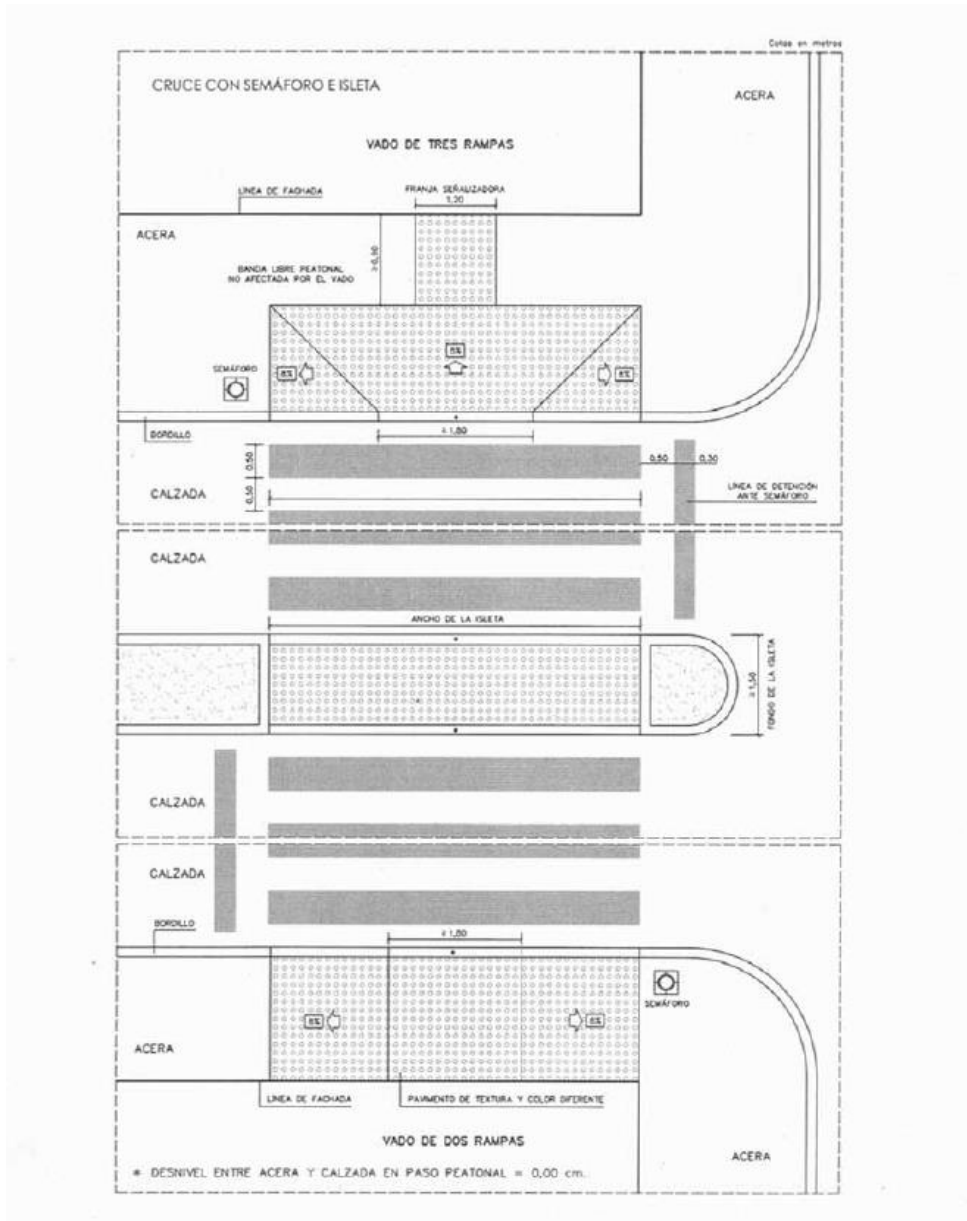 Cotas en metros
CRUCE CON SEMÁFORO E ISLETA
ACERA
VADO DE TRES RAMPAS
LINEA DE FACHADA
FRANJA SEÑALIZADORA
1,20
ACERA
≥0,90
BANDA LIBRE PEATONAL
NO AFECTADA POR EL VADO
8%
SEMÁFORO
8%
8%
BORDILLO
≥1,80
0,50
0,50
0,30
CALZADA
0,50
LINEA DE DETENCIÓN
ANTE SEMÁFORO
CALZADA
ANCHO DE LA ISLETA
≥1,50
FONDO DE LA ISLETA
CALZADA
CALZADA
BORDILLO
≥1,80
SEMÁFORO
8%
8%
ACERA
LINEA DE FACHADA
PAVIMENTO DE TEXTURA Y COLOR DIFERENTE
VADO DE DOS RAMPAS
ACERA
* DESNIVEL ENTRE ACERA Y CALZADA EN PASO PEATONAL = 0,00 cm.